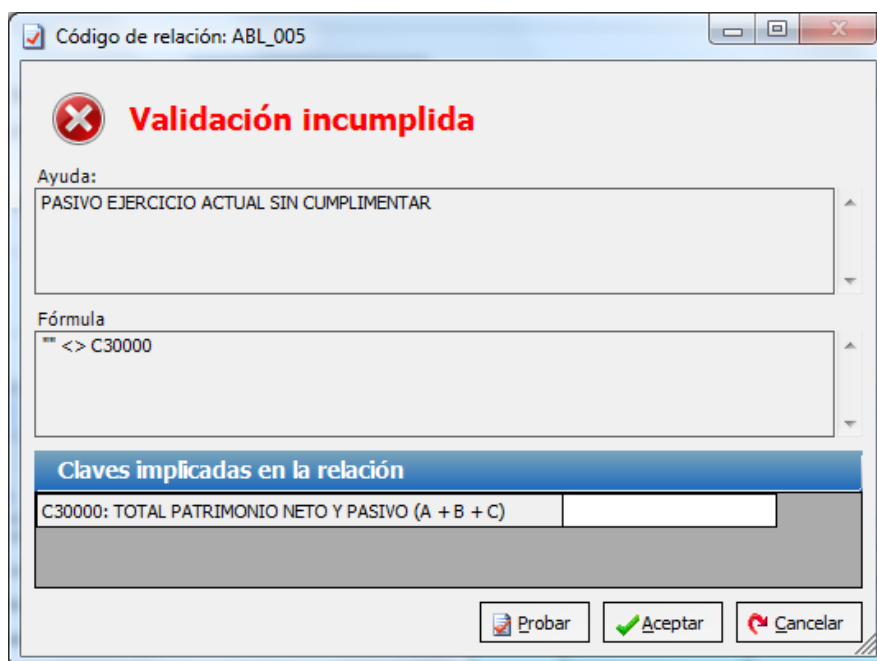 Código de relación: ABL_005
Validación incumplida
Ayuda:
PASIVO EJERCICIO ACTUAL SIN CUMPLIMENTAR
Fórmula
"" <> C30000
Claves implicadas en la relación
C30000: TOTAL PATRIMONIO NETO Y PASIVO (A + B + C)
Probar Aceptar Cancelar